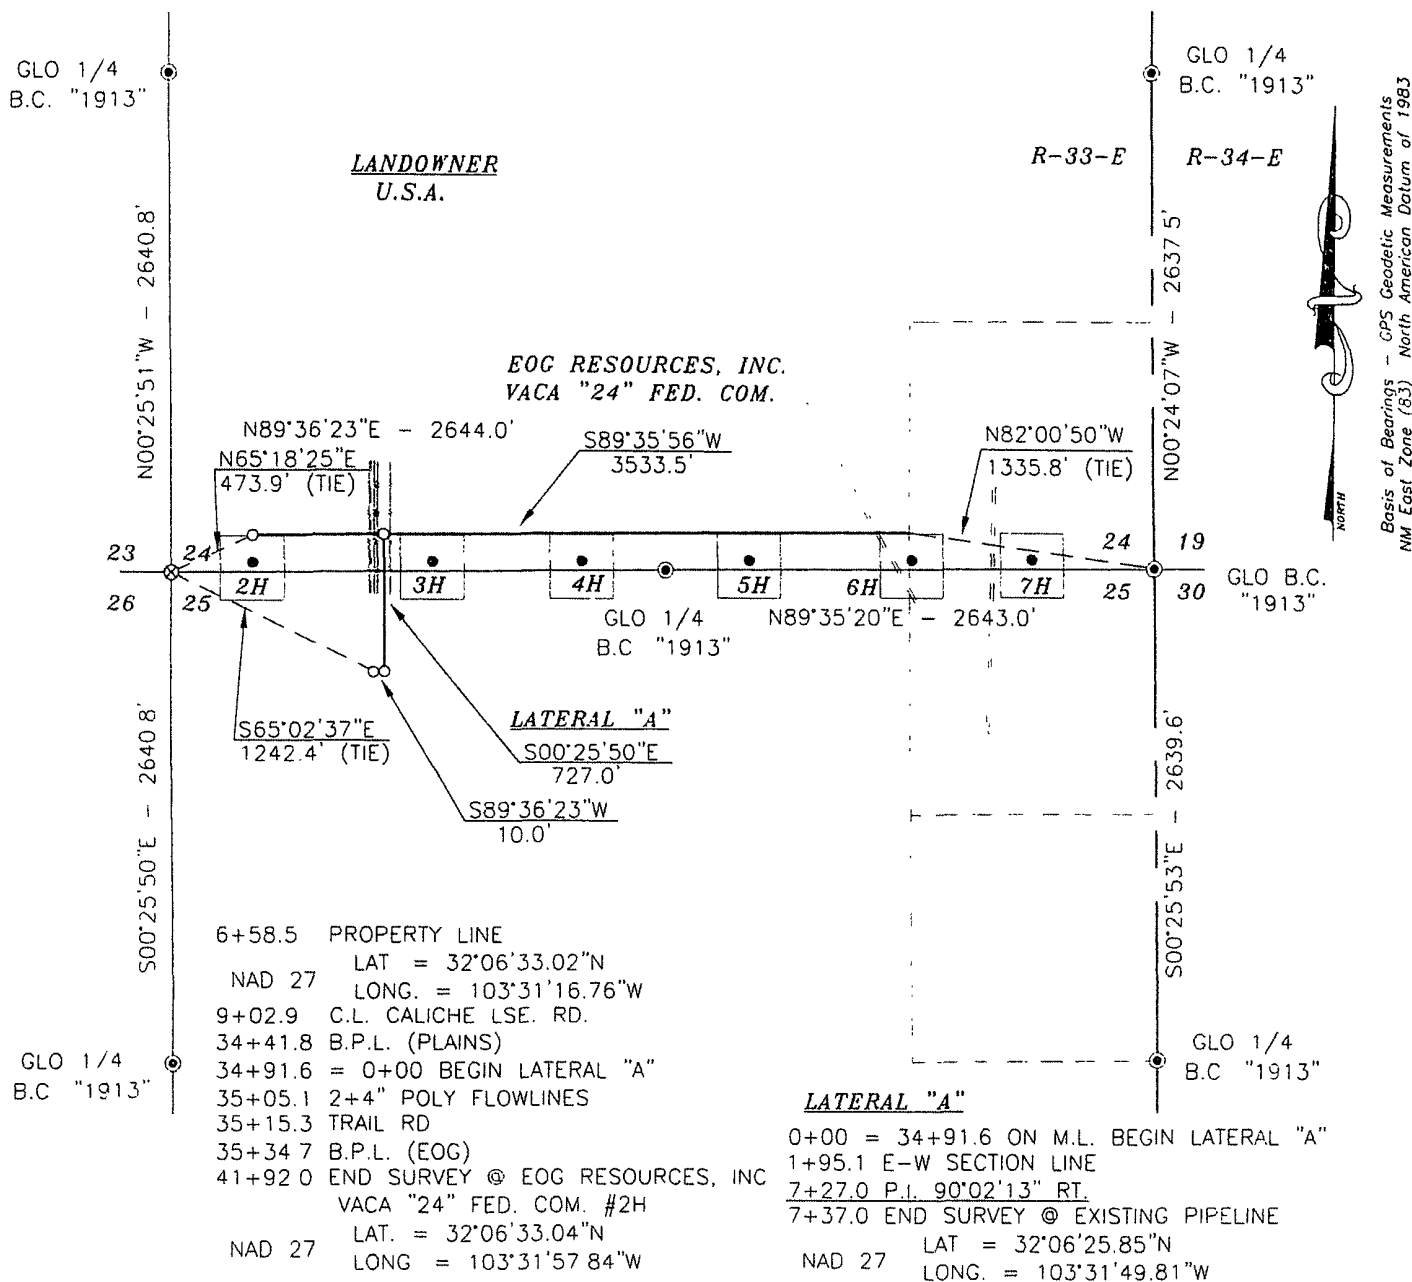 GLO 1/4
B.C. "1913"
GLO 1/4
B.C. "1913"
LANDOWNER
U.S.A.
R-33-E
R-34-E
N00°25'51"W - 2640.8'
N00°24'07"W - 2637 5'
Basis of Bearings - GPS Geodetic Measurements
NM East Zone (83) North American Datum of 1983
NORTH
EOG RESOURCES, INC.
VACA "24" FED. COM.
N89°36'23"E - 2644.0'
N65°18'25"E
473.9' (TIE)
S89°35'56"W
3533.5'
N82°00'50"W
1335.8' (TIE)
23
24
24
19
2H
3H
4H
5H
6H
7H
26
25
25
30
GLO B.C.
"1913"
GLO 1/4
B.C "1913"
N89°35'20"E - 2643.0'
S65°02'37"E
1242.4' (TIE)
LATERAL "A"
S00°25'50"E
727.0'
S89°36'23"W
10.0'
S00°25'50"E - 2640 8'
S00°25'53"E - 2639.6'
GLO 1/4
B.C "1913"
GLO 1/4
B.C "1913"
6+58.5 PROPERTY LINE
LAT = 32°06'33.02"N
NAD 27
LONG. = 103°31'16.76"W
9+02.9 C.L. CALICHE LSE. RD.
34+41.8 B.P.L. (PLAINS)
34+91.6 = 0+00 BEGIN LATERAL "A"
35+05.1 2+4" POLY FLOWLINES
35+15.3 TRAIL RD
35+34 7 B.P.L. (EOG)
41+92 0 END SURVEY @ EOG RESOURCES, INC
VACA "24" FED. COM. #2H
LAT. = 32°06'33.04"N
NAD 27
LONG = 103°31'57 84"W
LATERAL "A"
0+00 = 34+91.6 ON M.L. BEGIN LATERAL "A"
1+95.1 E-W SECTION LINE
7+27.0 P.I. 90°02'13" RT.
7+37.0 END SURVEY @ EXISTING PIPELINE
LAT = 32°06'25.85"N
NAD 27
LONG. = 103°31'49.81"W